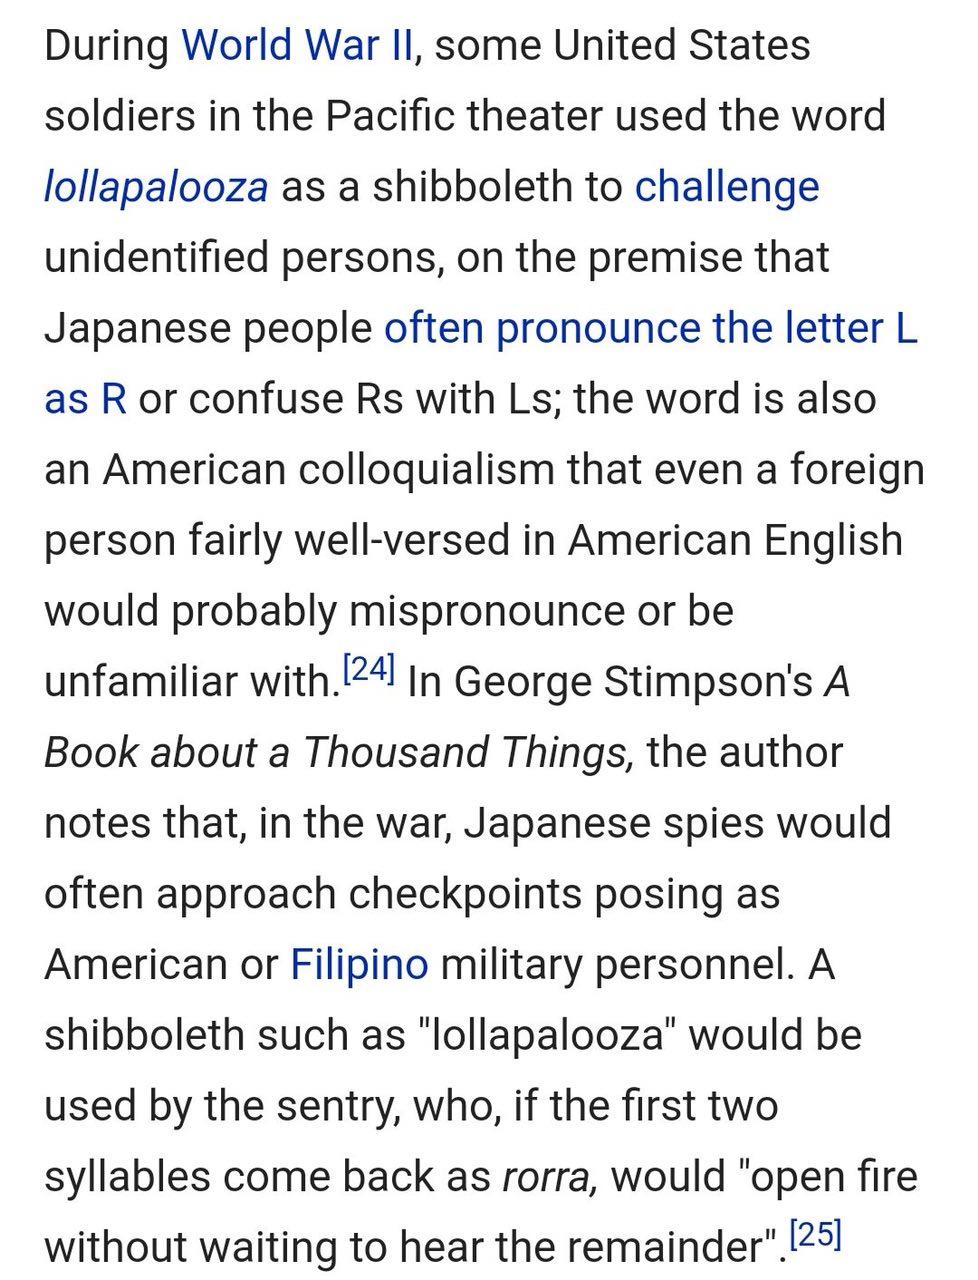 During World War II, some United States
soldiers in the Pacific theater used the word
lollapalooza as a shibboleth to challenge
unidentified persons, on the premise that
Japanese people often pronounce the letter L
as R or confuse Rs with Ls; the word is also
an American colloquialism that even a foreign
person fairly well-versed in American English
would probably mispronounce or be
unfamiliar with.[24] In George Stimpson's A
Book about a Thousand Things, the author
notes that, in the war, Japanese spies would
often approach checkpoints posing as
American or Filipino military personnel. A
shibboleth such as "lollapalooza" would be
used by the sentry, who, if the first two
syllables come back as rorra, would "open fire
without waiting to hear the remainder".[25]